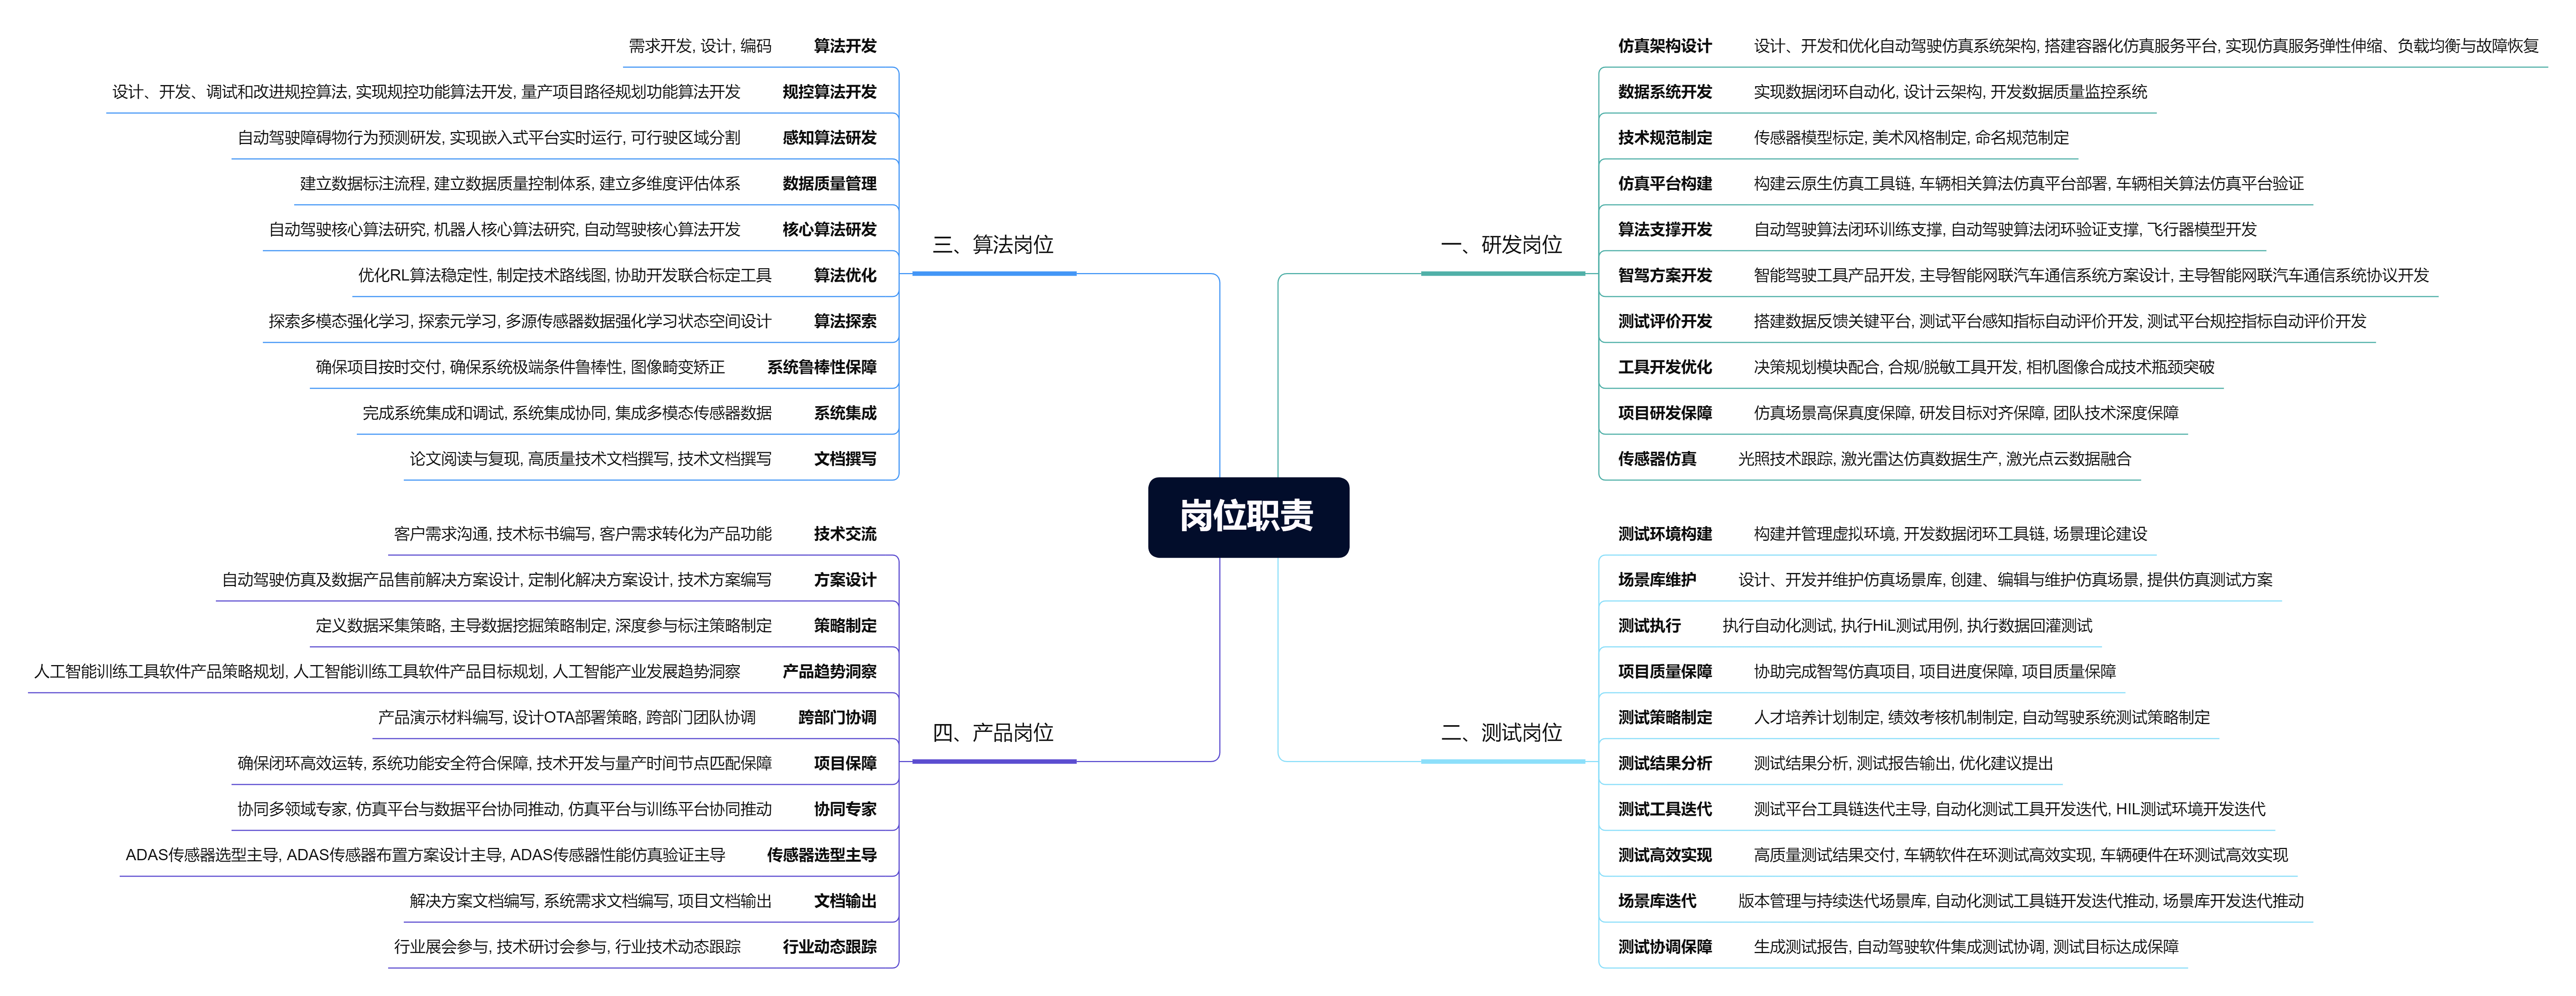 岗位职责
一、研发岗位
仿真架构设计 设计、开发和优化自动驾驶仿真系统架构, 搭建容器化仿真服务平台, 实现仿真服务弹性伸缩、负载均衡与故障恢复
数据系统开发 实现数据闭环自动化, 设计云架构, 开发数据质量监控系统
技术规范制定 传感器模型标定, 美术风格制定, 命名规范制定
仿真平台构建 构建云原生仿真工具链, 车辆相关算法仿真平台部署, 车辆相关算法仿真平台验证
算法支撑开发 自动驾驶算法闭环训练支撑, 自动驾驶算法闭环验证支撑, 飞行器模型开发
智驾方案开发 智能驾驶工具产品开发, 主导智能网联汽车通信系统方案设计, 主导智能网联汽车通信系统协议开发
测试评价开发 搭建数据反馈关键平台, 测试平台感知指标自动评价开发, 测试平台规控指标自动评价开发
工具开发优化 决策规划模块配合, 合规/脱敏工具开发, 相机图像合成技术瓶颈突破
项目研发保障 仿真场景高保真度保障, 研发目标对齐保障, 团队技术深度保障
传感器仿真 光照技术跟踪, 激光雷达仿真数据生产, 激光点云数据融合
二、测试岗位
测试环境构建 构建并管理虚拟环境, 开发数据闭环工具链, 场景理论建设
场景库维护 设计、开发并维护仿真场景库, 创建、编辑与维护仿真场景, 提供仿真测试方案
测试执行 执行自动化测试, 执行HiL测试用例, 执行数据回灌测试
项目质量保障 协助完成智驾仿真项目, 项目进度保障, 项目质量保障
测试策略制定 人才培养计划制定, 绩效考核机制制定, 自动驾驶系统测试策略制定
测试结果分析 测试结果分析, 测试报告输出, 优化建议提出
测试工具迭代 测试平台工具链迭代主导, 自动化测试工具开发迭代, HIL测试环境开发迭代
测试高效实现 高质量测试结果交付, 车辆软件在环测试高效实现, 车辆硬件在环测试高效实现
场景库迭代 版本管理与持续迭代场景库, 自动化测试工具链开发迭代推动, 场景库开发迭代推动
测试协调保障 生成测试报告, 自动驾驶软件集成测试协调, 测试目标达成保障
三、算法岗位
需求开发, 设计, 编码 算法开发
设计、开发、调试和改进规控算法, 实现规控功能算法开发, 量产项目路径规划功能算法开发 规控算法开发
自动驾驶障碍物行为预测研发, 实现嵌入式平台实时运行, 可行驶区域分割 感知算法研发
建立数据标注流程, 建立数据质量控制体系, 建立多维度评估体系 数据质量管理
自动驾驶核心算法研究, 机器人核心算法研究, 自动驾驶核心算法开发 核心算法研发
优化RL算法稳定性, 制定技术路线图, 协助开发联合标定工具 算法优化
探索多模态强化学习, 探索元学习, 多源传感器数据强化学习状态空间设计 算法探索
确保项目按时交付, 确保系统极端条件鲁棒性, 图像畸变矫正 系统鲁棒性保障
完成系统集成和调试, 系统集成协同, 集成多模态传感器数据 系统集成
论文阅读与复现, 高质量技术文档撰写, 技术文档撰写 文档撰写
四、产品岗位
客户需求沟通, 技术标书编写, 客户需求转化为产品功能 技术交流
自动驾驶仿真及数据产品售前解决方案设计, 定制化解决方案设计, 技术方案编写 方案设计
定义数据采集策略, 主导数据挖掘策略制定, 深度参与标注策略制定 策略制定
人工智能训练工具软件产品策略规划, 人工智能训练工具软件产品目标规划, 人工智能产业发展趋势洞察 产品趋势洞察
产品演示材料编写, 设计OTA部署策略, 跨部门团队协调 跨部门协调
确保闭环高效运转, 系统功能安全符合保障, 技术开发与量产时间节点匹配保障 项目保障
协同多领域专家, 仿真平台与数据平台协同推动, 仿真平台与训练平台协同推动 协同专家
ADAS传感器选型主导, ADAS传感器布置方案设计主导, ADAS传感器性能仿真验证主导 传感器选型主导
解决方案文档编写, 系统需求文档编写, 项目文档输出 文档输出
行业展会参与, 技术研讨会参与, 行业技术动态跟踪 行业动态跟踪